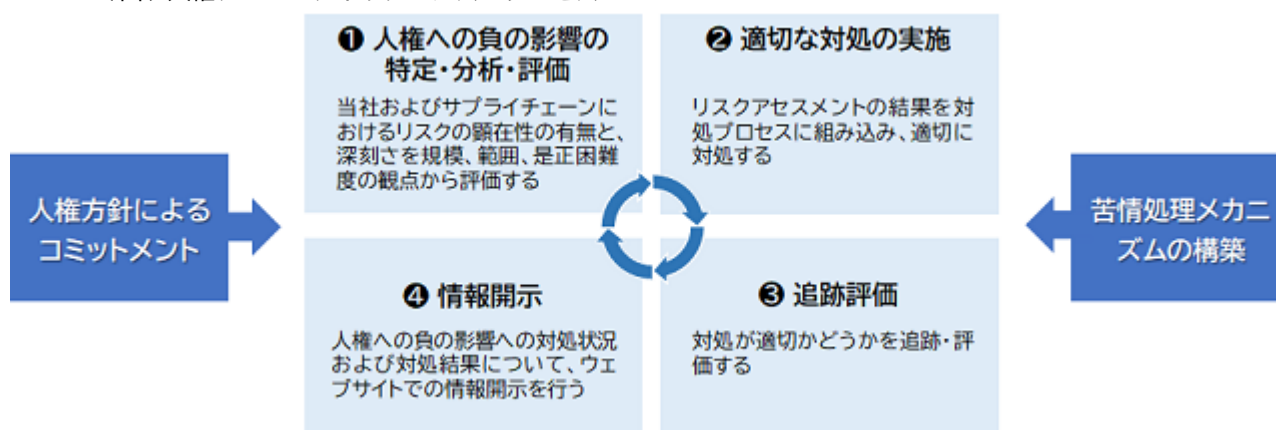 ❶ 人権への負の影響の
特定・分析・評価
当社およびサプライチェーンに
おけるリスクの顕在性の有無と、
深刻さを規模、範囲、是正困難
度の観点から評価する
❷ 適切な対処の実施
リスクアセスメントの結果を対
処プロセスに組み込み、適切に
対処する
人権方針による
コミットメント
苦情処理メカニ
ズムの構築
❹ 情報開示
人権への負の影響への対処状況
および対処結果について、ウェ
ブサイトでの情報開示を行う
❸ 追跡評価
対処が適切かどうかを追跡・評
価する